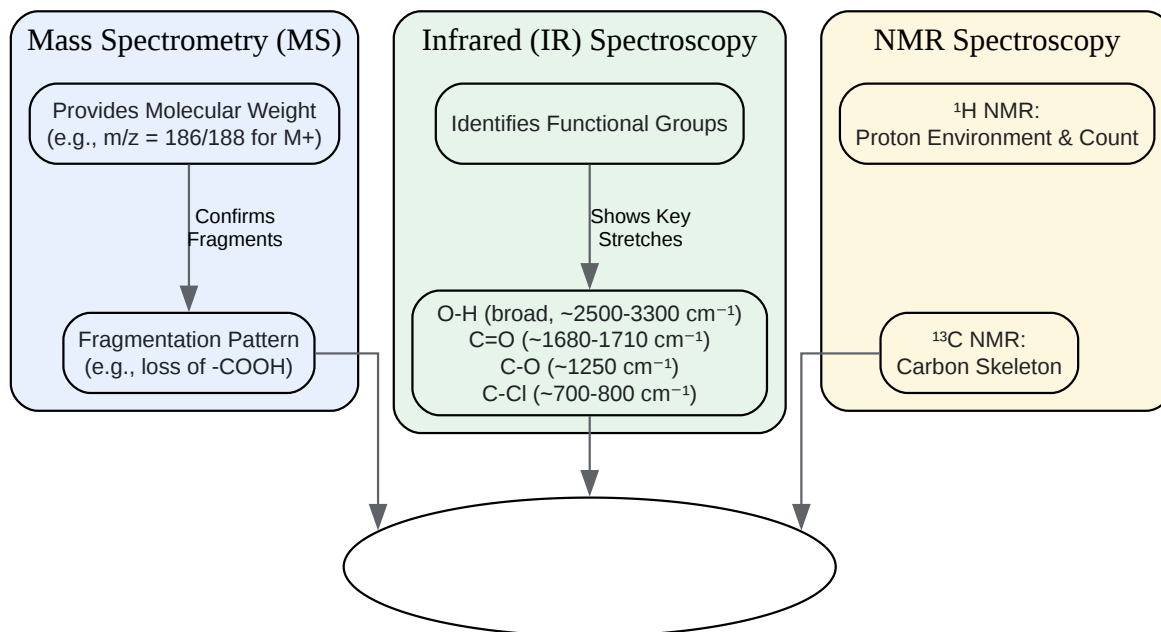 Mass Spectrometry (MS)
Provides Molecular Weight
(e.g., m/z = 186/188 for M+)
Confirms
Fragments
Fragmentation Pattern
(e.g., loss of -COOH)
Infrared (IR) Spectroscopy
Identifies Functional Groups
Shows Key
Stretches
O-H (broad, ~2500-3300 cm⁻¹)
C=O (~1680-1710 cm⁻¹)
C-O (~1250 cm⁻¹)
C-Cl (~700-800 cm⁻¹)
NMR Spectroscopy
¹H NMR:
Proton Environment & Count
¹³C NMR:
Carbon Skeleton